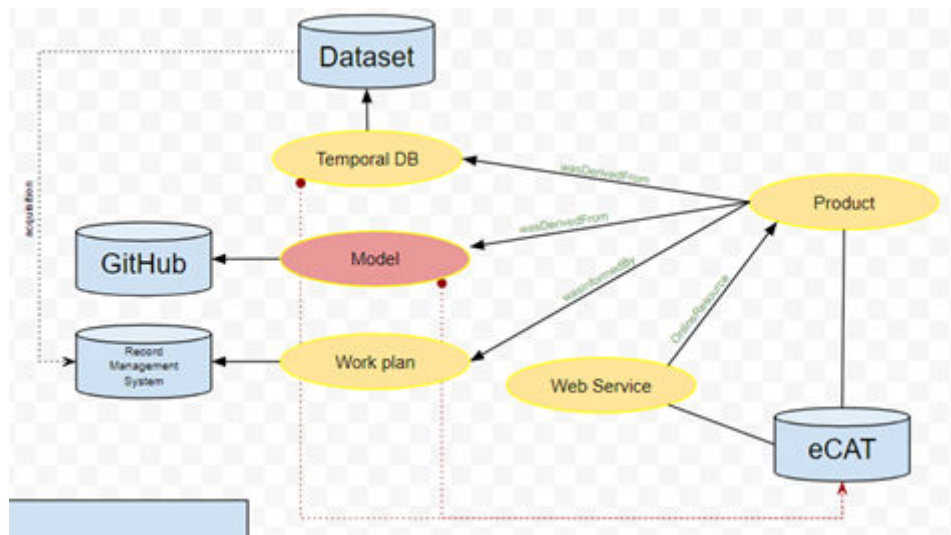 Dataset
Temporal DB
wasDerivedFrom
Product
acquisition
wasDerivedFrom
GitHub
Model
wasInformedBy
OnlineResource
Record
Management
System
Work plan
Web Service
eCAT